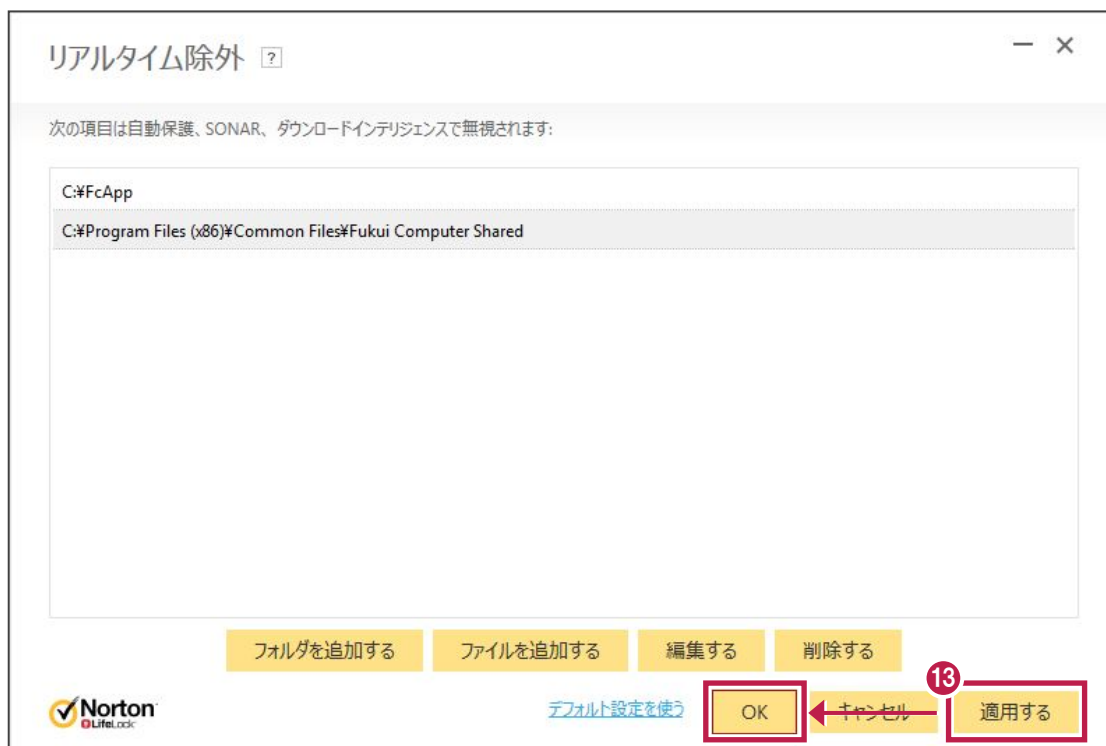 リアルタイム除外 ?
次の項目は自動保護、SONAR、ダウンロードインテリジェンスで無視されます:
C:¥FcApp
C:¥Program Files (x86)¥Common Files¥Fukui Computer Shared
フォルダを追加する ファイルを追加する 編集する 削除する
13
Norton
LifeLock
デフォルト設定を使う OK キャンセル 適用する